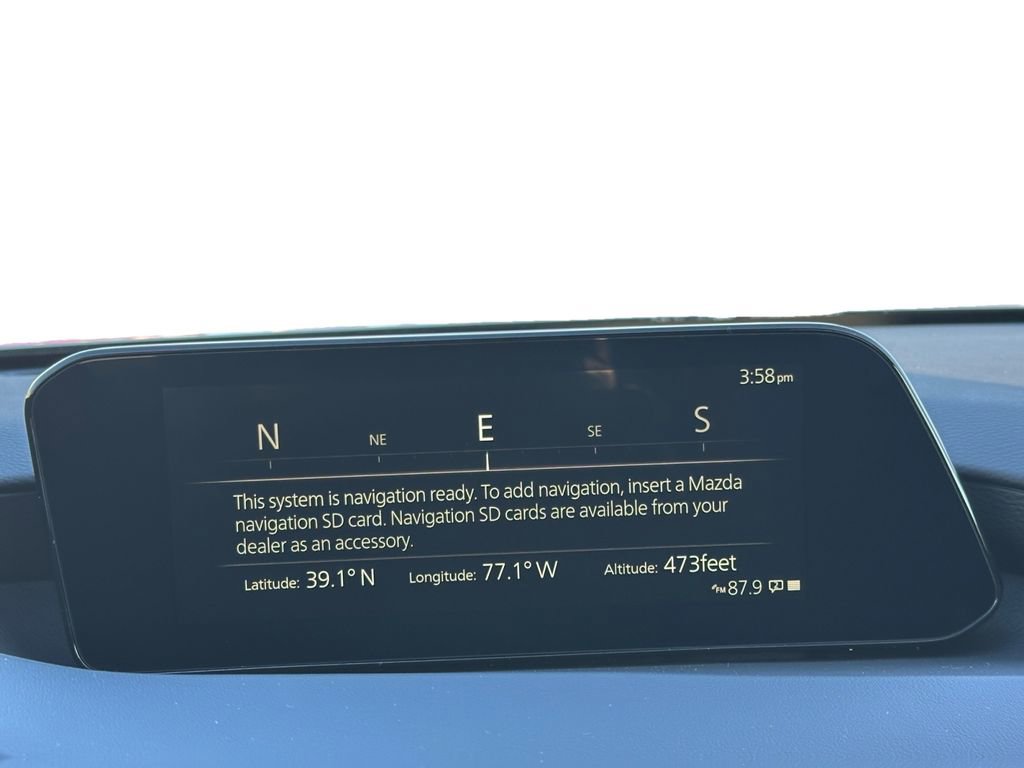 3:58pm
N NE E SE S
This system is navigation ready. To add navigation, insert a Mazda
navigation SD card. Navigation SD cards are available from your
dealer as an accessory.
Latitude: 39.1° N Longitude: 77.1° W Altitude: 473feet
FM 87.9